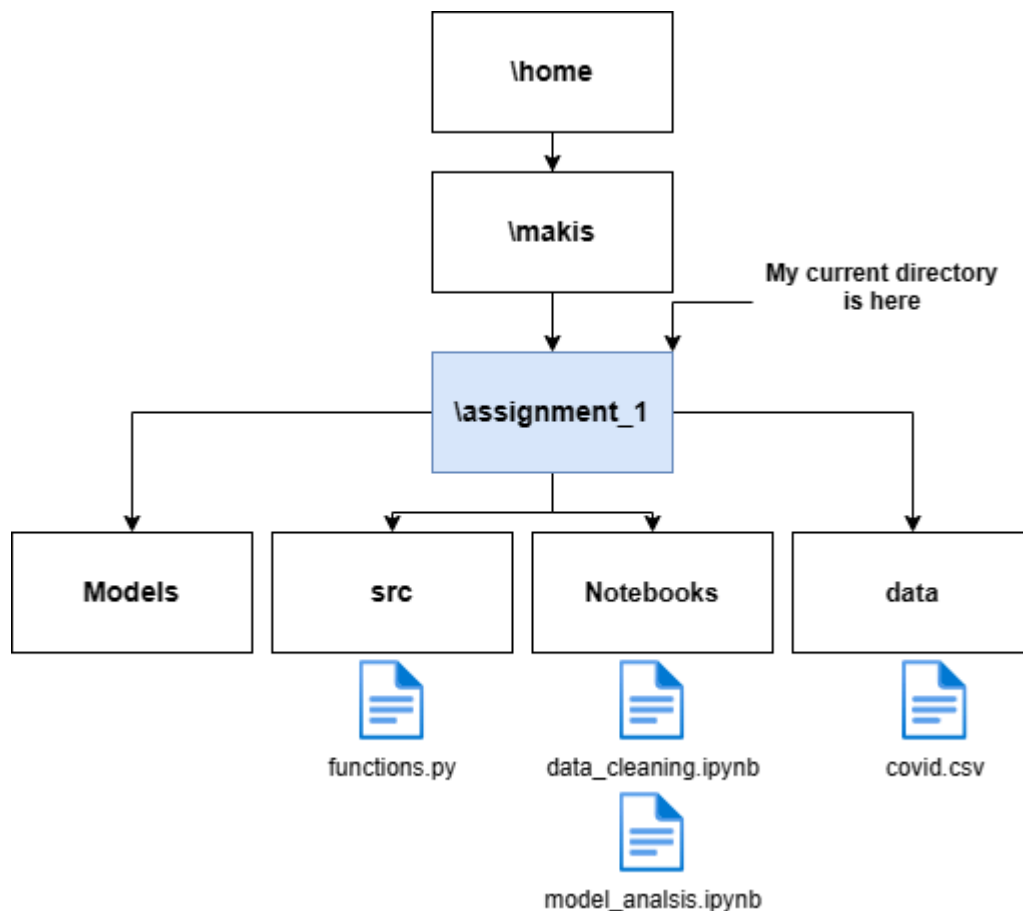 \home
\makis
My current directory
is here
\assignment_1
Models
src
Notebooks
data
functions.py
data_cleaning.ipynb
covid.csv
model_analsis.ipynb